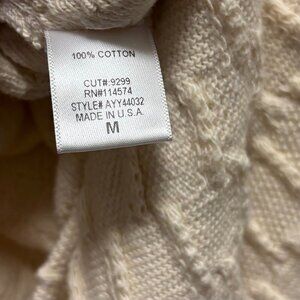 100% COTTON
CUT#:9299
RN#114574
STYLE# AYY44032
MADE IN U.S.A.
M